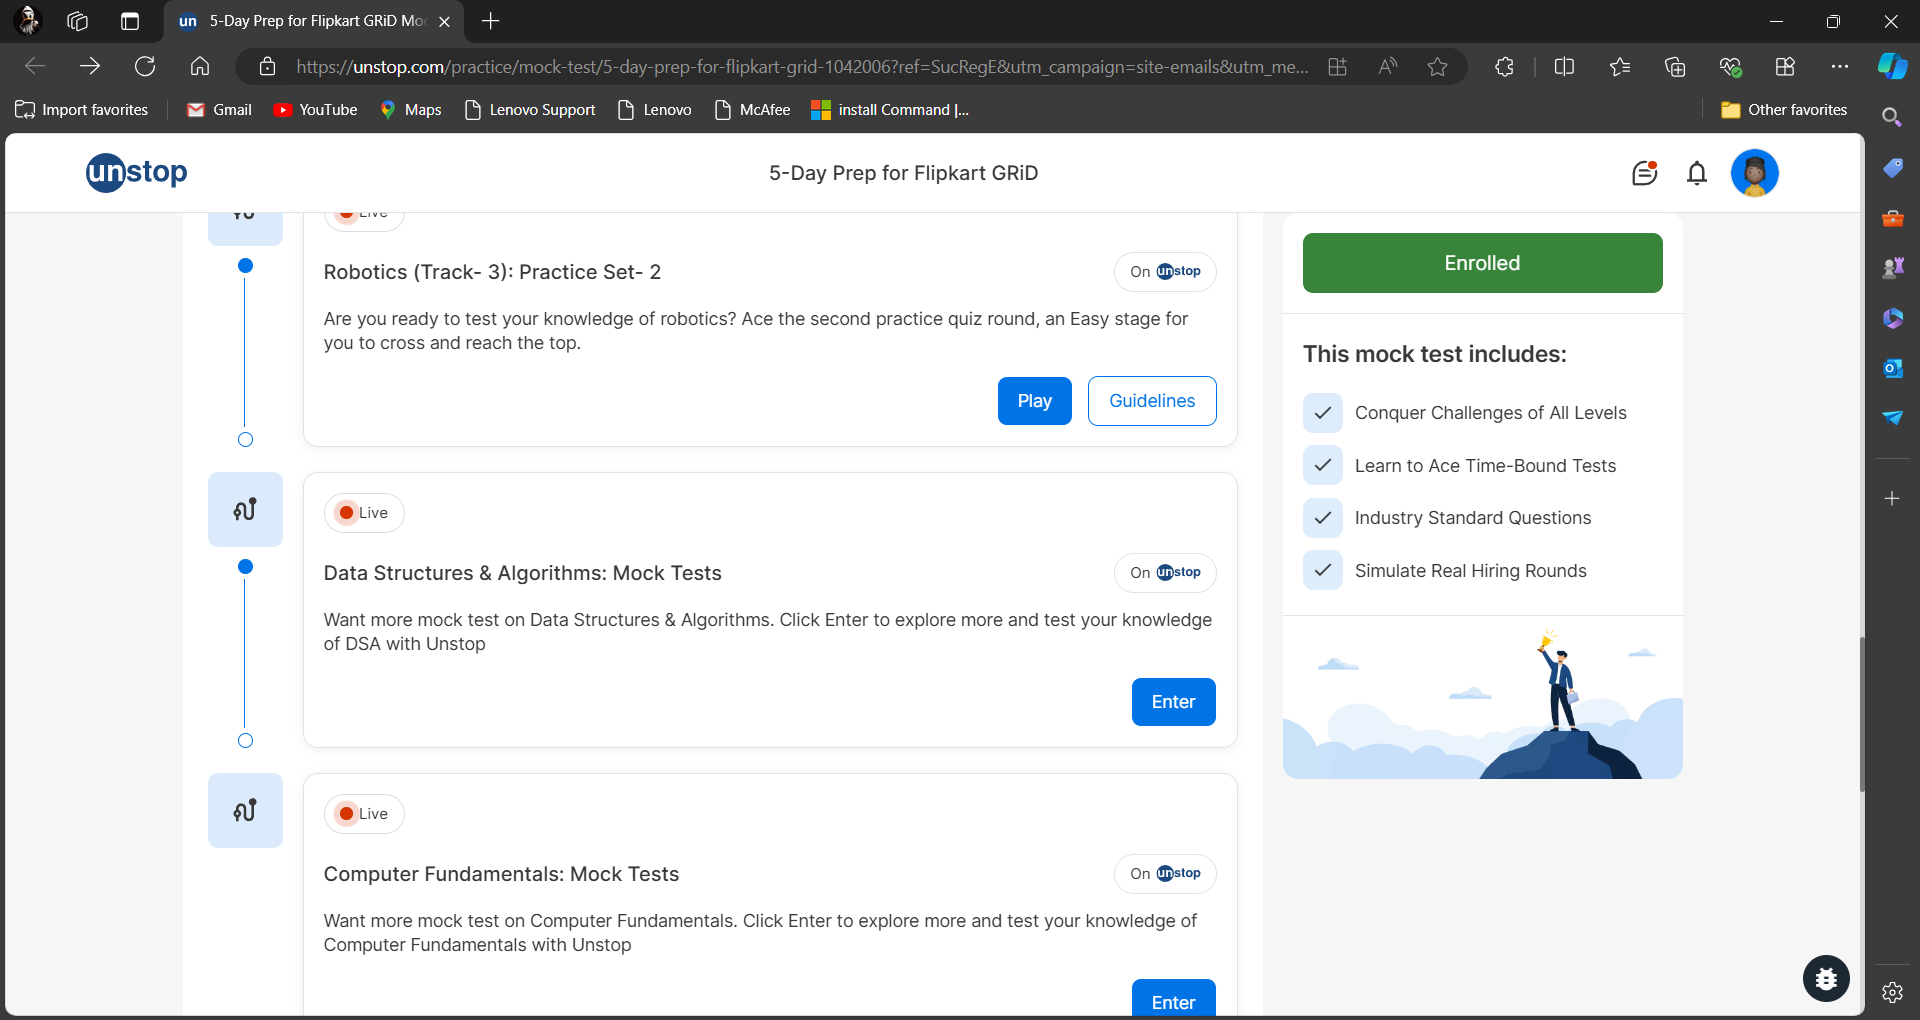 un 5-Day Prep for Flipkart GRiD Mo
https://unstop.com/practice/mock-test/5-day-prep-for-flipkart-grid-1042006?ref=SucRegE&utm_campaign=site-emails&utm_me...
Import favorites Gmail YouTube Maps Lenovo Support Lenovo McAfee install Command |... Other favorites
unstop 5-Day Prep for Flipkart GRiD
Live
Robotics (Track- 3): Practice Set- 2
On unstop
Are you ready to test your knowledge of robotics? Ace the second practice quiz round, an Easy stage for
you to cross and reach the top.
Play Guidelines
Live
Data Structures & Algorithms: Mock Tests
On unstop
Want more mock test on Data Structures & Algorithms. Click Enter to explore more and test your knowledge
of DSA with Unstop
Enter
Live
Computer Fundamentals: Mock Tests
On unstop
Want more mock test on Computer Fundamentals. Click Enter to explore more and test your knowledge of
Computer Fundamentals with Unstop
Enter
Enrolled
This mock test includes:
Conquer Challenges of All Levels
Learn to Ace Time-Bound Tests
Industry Standard Questions
Simulate Real Hiring Rounds